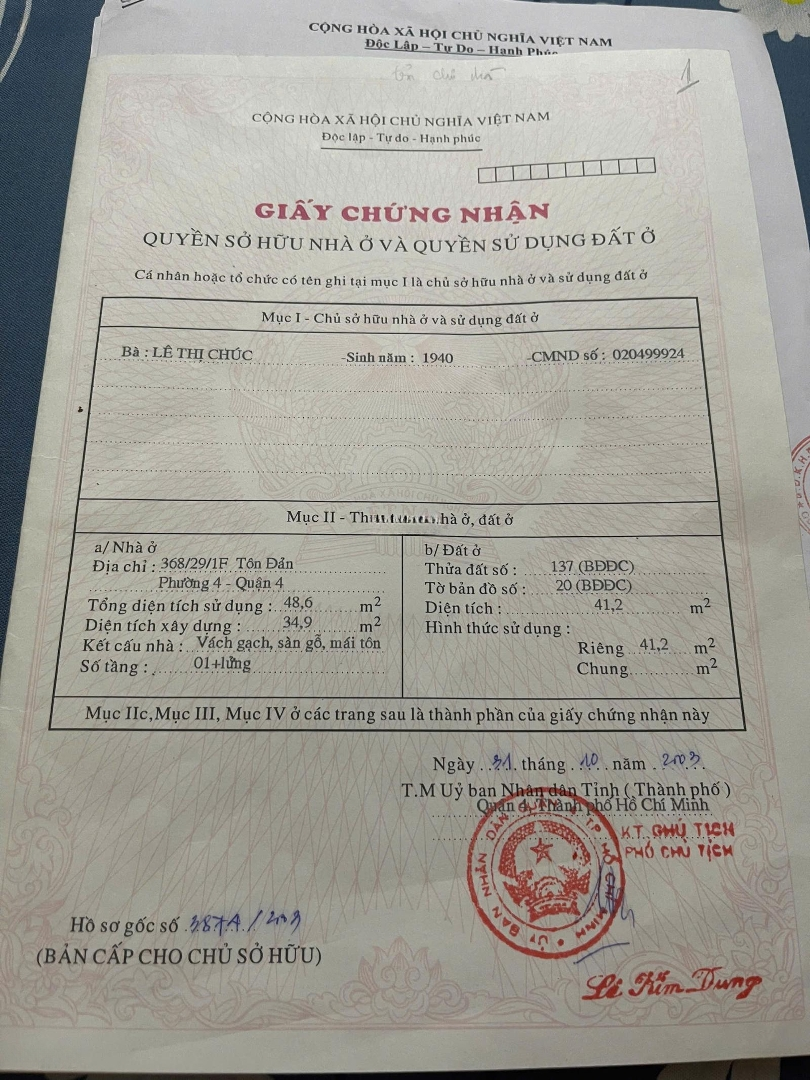 CỘNG HÒA XÃ HỘI CHỦ NGHĨA VIỆT NAM
Độc Lập – Tự Do – Hạnh Phúc
1
CỘNG HÒA XÃ HỘI CHỦ NGHĨA VIỆT NAM
Độc lập - Tự do - Hạnh phúc
GIẤY CHỨNG NHẬN
QUYỀN SỞ HỮU NHÀ Ở VÀ QUYỀN SỬ DỤNG ĐẤT Ở
Cá nhân hoặc tổ chức có tên ghi tại mục I là chủ sở hữu nhà ở và sử dụng đất ở
Mục I - Chủ sở hữu nhà ở và sử dụng đất ở
Bà : LÊ THỊ CHÚC -Sinh năm : 1940 -CMND số : 020499924
Mục II - hà ở, đất ở
a/ Nhà ở
Địa chỉ : 368/29/1F Tôn Đản
Phường 4 - Quận 4
Tổng diện tích sử dụng : 48,6 m2
Diện tích xây dựng : 34,9 m2
Kết cấu nhà : Vách gạch, sàn gỗ, mái tôn
Số tầng : 01+lửng
b/ Đất ở
Thửa đất số : 137 (BĐĐC)
Tờ bản đồ số : 20 (BĐĐC)
Diện tích : 41,2 m2
Hình thức sử dụng :
Riêng 41,2 m2
Chung m2
Mục IIc, Mục III, Mục IV ở các trang sau là thành phần của giấy chứng nhận này
Ngày 31 tháng 10 năm 2003
T.M Uỷ ban Nhân dân Tỉnh ( Thành phố )
Quận 4, Thành phố Hồ Chí Minh
KT. CHỦ TỊCH
PHÓ CHỦ TỊCH
Hồ sơ gốc số 387A/2003
(BẢN CẤP CHO CHỦ SỞ HỮU)
Lê Kim Dung